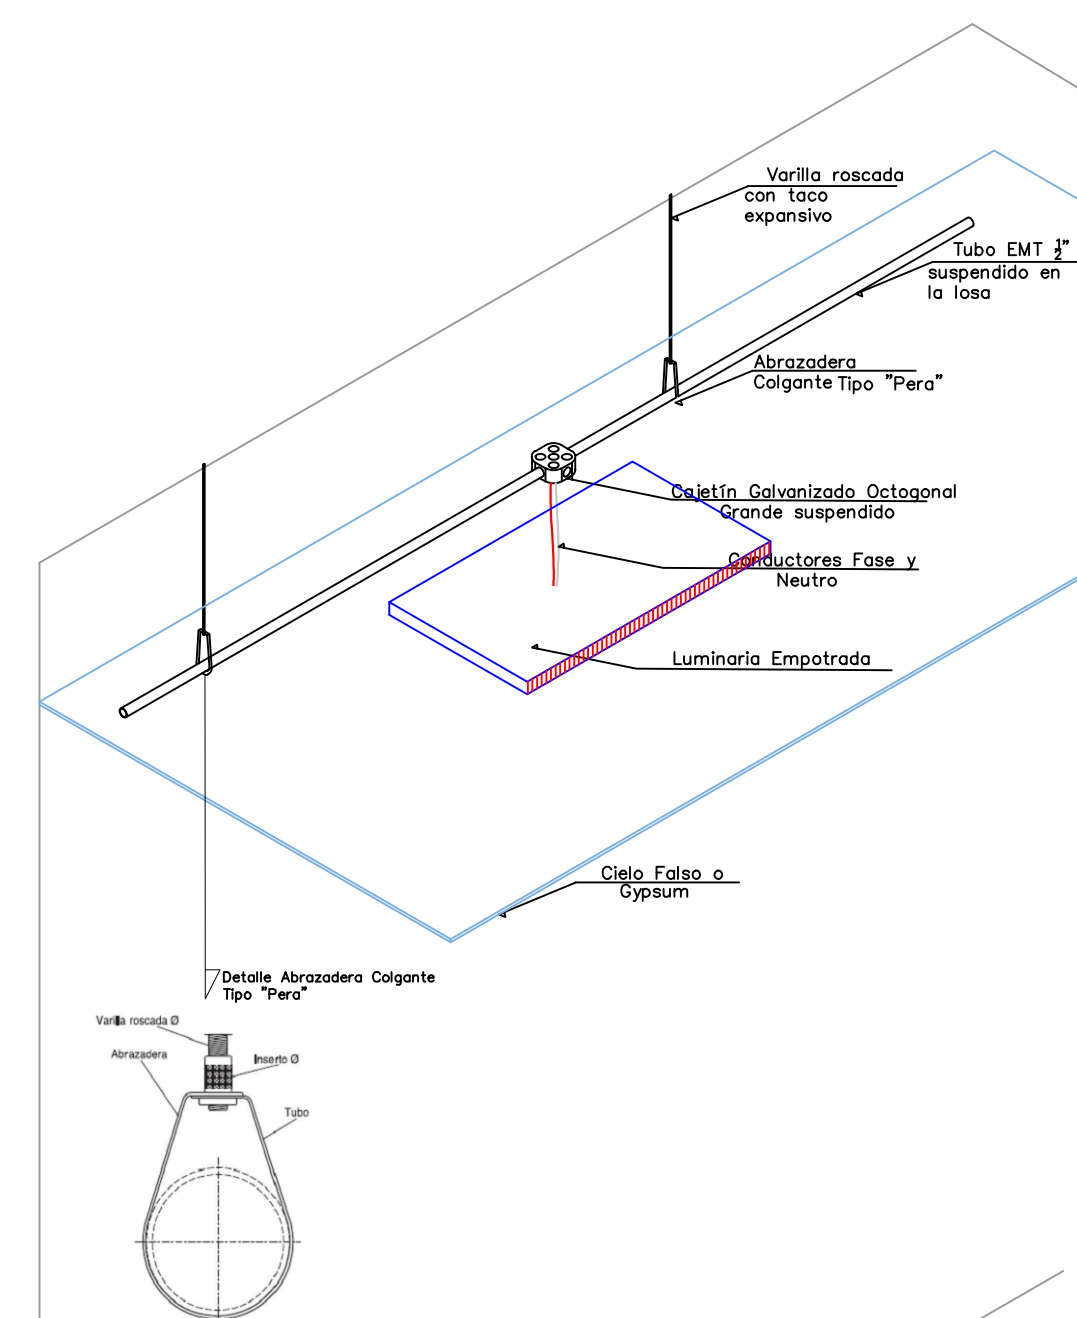 Varilla roscada
con taco
expansivo
Tubo EMT ½"
suspendido en
la losa
Abrazadera
Colgante Tipo "Pera"
Cajetín Galvanizado Octogonal
Grande suspendido
Conductores Fase y
Neutro
Luminaria Empotrada
Cielo Falso o
Gypsum
Detalle Abrazadera Colgante
Tipo "Pera"
Varilla roscada Ø
Abrazadera
Inserto Ø
Tubo